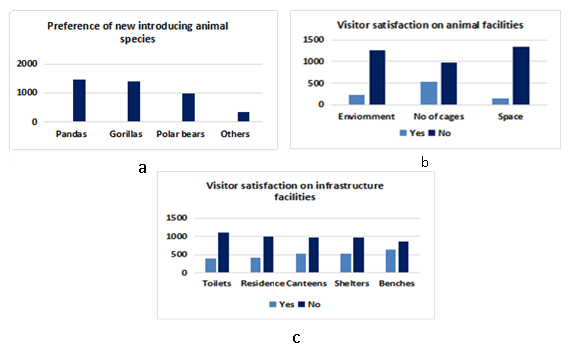 Preference of new introducing animal
species
2000
1000
0
Pandas Gorillas Polar bears Others
a
Visitor satisfaction on animal facilities
1500
1000
500
0
Enviornment No of cages Space
Yes No
b
Visitor satisfaction on infrastructure
facilities
1500
1000
500
0
Toilets Residence Canteens Shelters Benches
Yes No
c